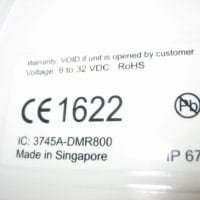 Warranty VOID if unit is opened by customer
Voltage 9 to 32 VDC RoHS
CE 1622
Pb
IC: 3745A-DMR800
Made in Singapore IP 67